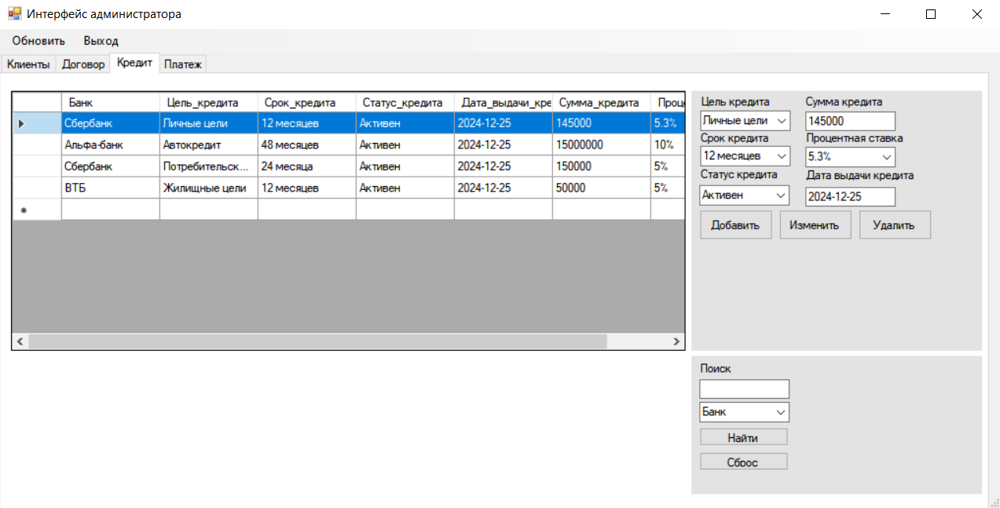 Интерфейс администратора
Обновить Выход
Клиенты Договор Кредит Платеж
Банк Цель_кредита Срок_кредита Статус_кредита Дата_выдачи_кре Сумма_кредита Проц
Сбербанк Личные цели 12 месяцев Активен 2024-12-25 145000 5.3%
Альфа-банк Автокредит 48 месяцев Активен 2024-12-25 15000000 10%
Сбербанк Потребительск... 24 месяца Активен 2024-12-25 150000 5%
ВТБ Жилищные цели 12 месяцев Активен 2024-12-25 50000 5%
Цель кредита Сумма кредита
Личные цели 145000
Срок кредита Процентная ставка
12 месяцев 5.3%
Статус кредита Дата выдачи кредита
Активен 2024-12-25
Добавить Изменить Удалить
Поиск
Банк
Найти
Сброс